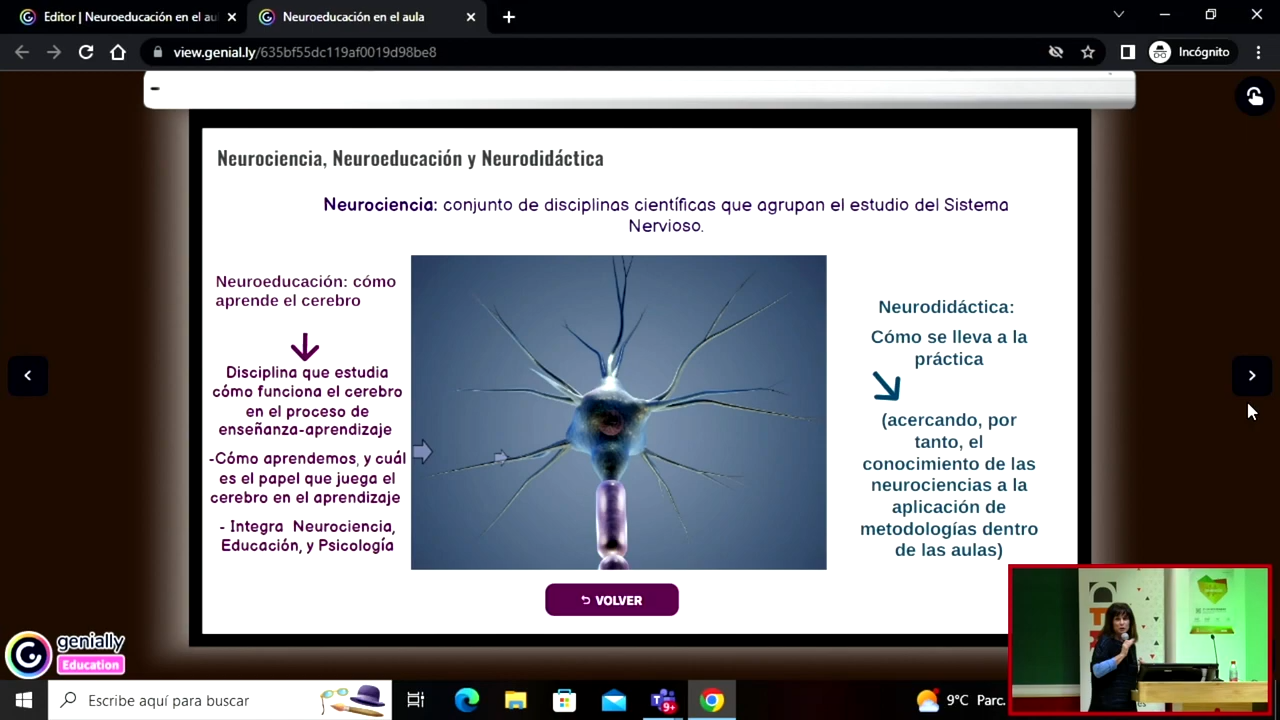 Editor | Neuroeducación en el au
Neuroeducación en el aula
view.genial.ly/635bf55dc119af0019d98be8
Incógnito
Neurociencia, Neuroeducación y Neurodidáctica
Neurociencia: conjunto de disciplinas científicas que agrupan el estudio del Sistema
Nervioso.
Neuroeducación: cómo
aprende el cerebro
Disciplina que estudia
cómo funciona el cerebro
en el proceso de
enseñanza-aprendizaje
-Cómo aprendemos, y cuál
es el papel que juega el
cerebro en el aprendizaje
- Integra Neurociencia,
Educación, y Psicología
Neurodidáctica:
Cómo se lleva a la
práctica
(acercando, por
tanto, el
conocimiento de las
neurociencias a la
aplicación de
metodologías dentro
de las aulas)
VOLVER
genially
Education
Escribe aquí para buscar
9+
9°C Parc.